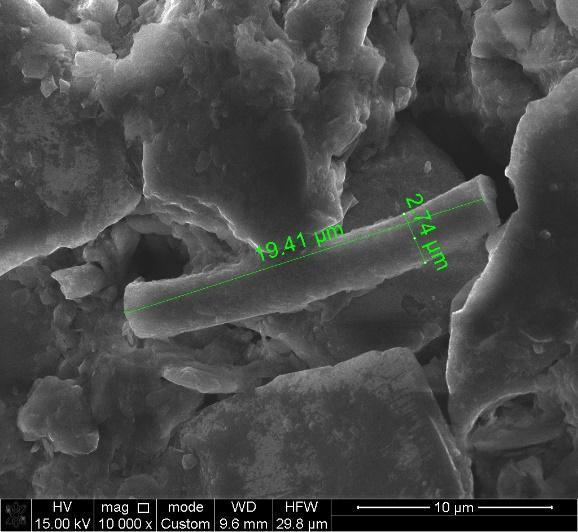 2.74 µm
19.41 µm
HV mag □ mode WD HFW
15.00 kV 10 000 x Custom 9.6 mm 29.8 µm
10 µm